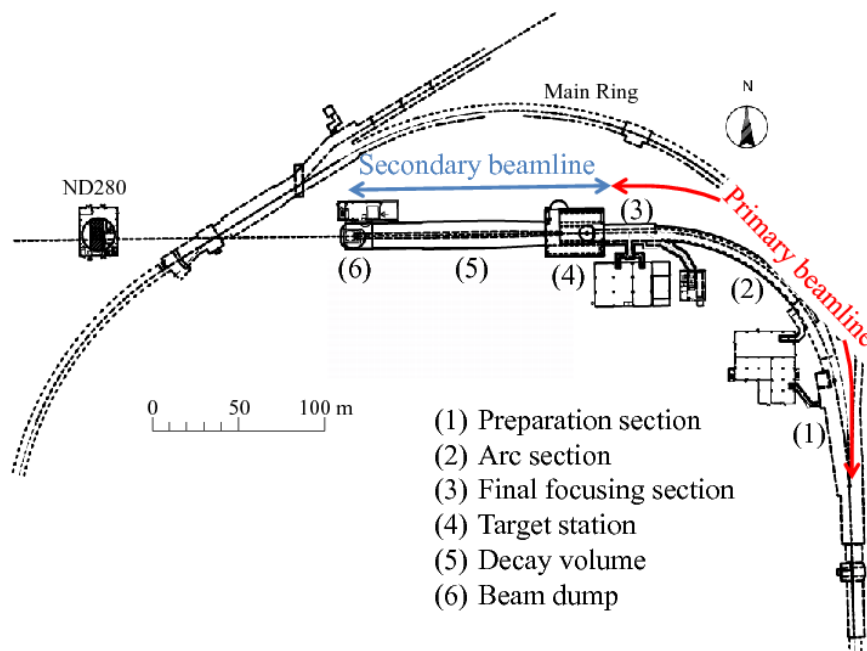 Main Ring
N
Secondary beamline
ND280
Primary beamline
(3)
(6)
(5)
(4)
(2)
(1)
0 50 100 m
(1) Preparation section
(2) Arc section
(3) Final focusing section
(4) Target station
(5) Decay volume
(6) Beam dump